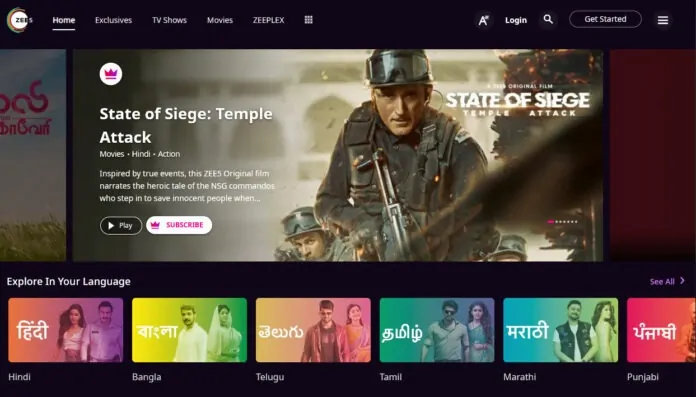 ZEE5
Home
Exclusives
TV Shows
Movies
ZEEPLEX
Login
Get Started
State of Siege: Temple
Attack
Movies • Hindi • Action
Inspired by true events, this ZEE5 Original film
narrates the heroic tale of the NSG commandos
who step in to save innocent people when...
Play
SUBSCRIBE
A ZEE5 ORIGINAL FILM
STATE OF SIEGE
TEMPLE ATTACK
Explore In Your Language
See All
हिंदी
বাংলা
తెలుగు
தமிழ்
मराठी
ਪੰਜਾਬੀ
Hindi
Bangla
Telugu
Tamil
Marathi
Punjabi